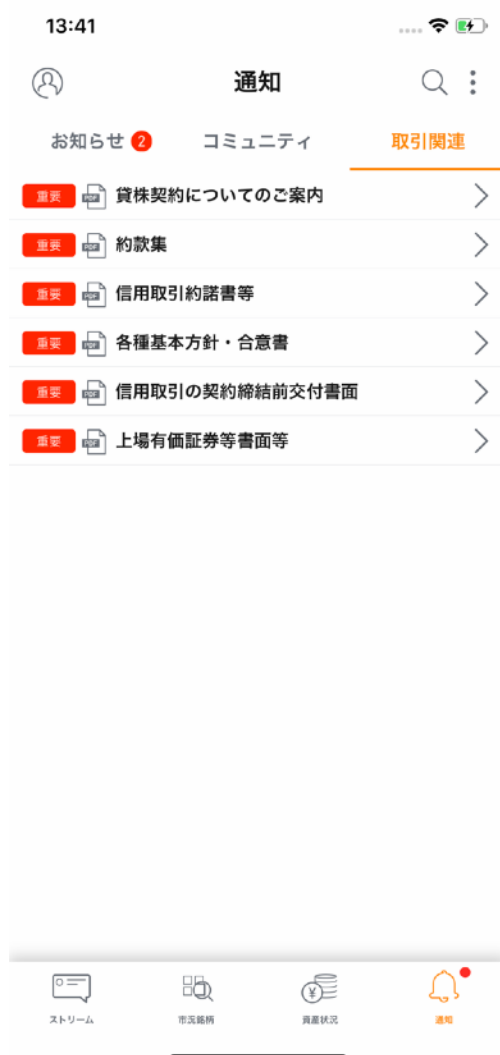 13:41
通知
お知らせ 2
コミュニティ
取引関連
重要 PDF 貸株契約についてのご案内
重要 PDF 約款集
重要 PDF 信用取引約諾書等
重要 PDF 各種基本方針・合意書
重要 PDF 信用取引の契約締結前交付書面
重要 PDF 上場有価証券等書面等
ストリーム
市況銘柄
資産状況
通知